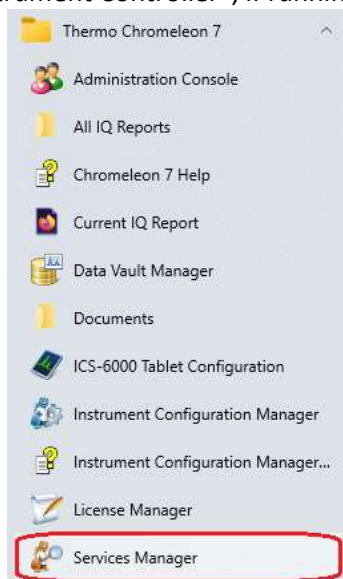 Thermo Chromeleon 7
Administration Console
All IQ Reports
Chromeleon 7 Help
Current IQ Report
Data Vault Manager
Documents
ICS-6000 Tablet Configuration
Instrument Configuration Manager
Instrument Configuration Manager...
License Manager
Services Manager